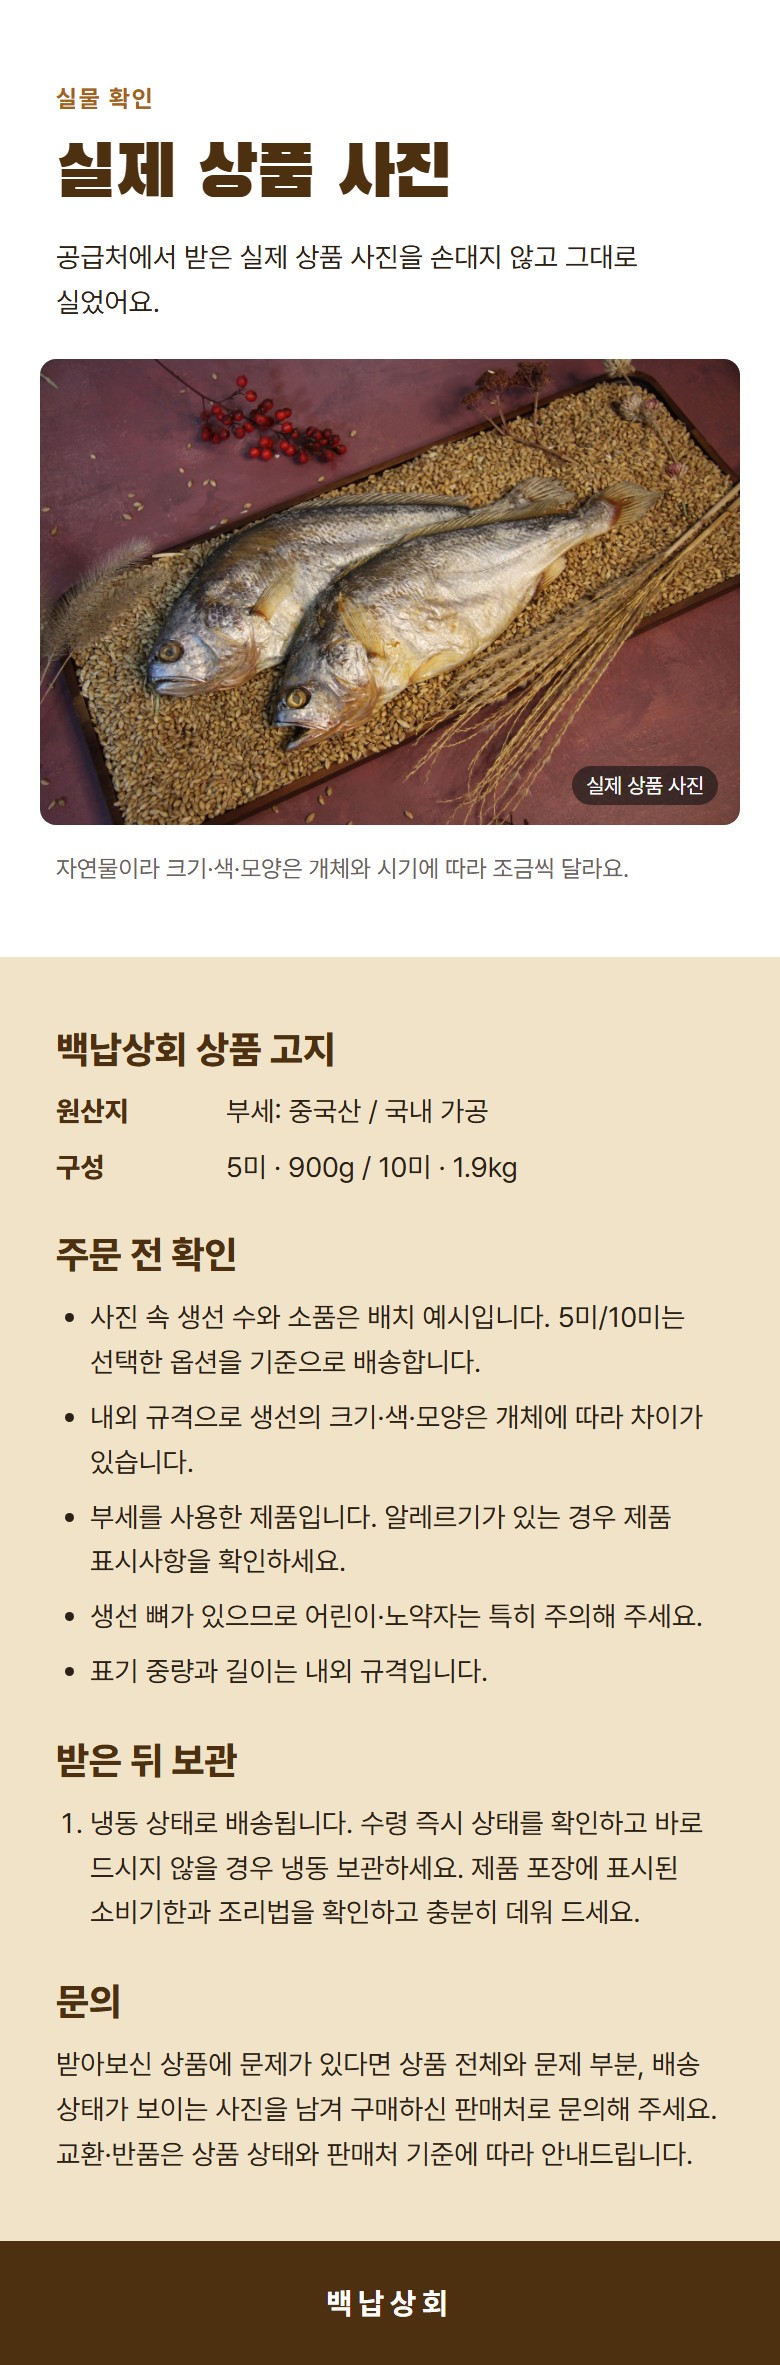 실물 확인
실제 상품 사진
공급처에서 받은 실제 상품 사진을 손대지 않고 그대로
실었어요.
실제 상품 사진
자연물이라 크기·색·모양은 개체와 시기에 따라 조금씩 달라요.
백납상회 상품 고지
원산지 부세: 중국산 / 국내 가공
구성 5미 · 900g / 10미 · 1.9kg
주문 전 확인
• 사진 속 생선 수와 소품은 배치 예시입니다. 5미/10미는
선택한 옵션을 기준으로 배송합니다.
• 내외 규격으로 생선의 크기·색·모양은 개체에 따라 차이가
있습니다.
• 부세를 사용한 제품입니다. 알레르기가 있는 경우 제품
표시사항을 확인하세요.
• 생선 뼈가 있으므로 어린이·노약자는 특히 주의해 주세요.
• 표기 중량과 길이는 내외 규격입니다.
받은 뒤 보관
1. 냉동 상태로 배송됩니다. 수령 즉시 상태를 확인하고 바로
드시지 않을 경우 냉동 보관하세요. 제품 포장에 표시된
소비기한과 조리법을 확인하고 충분히 데워 드세요.
문의
받아보신 상품에 문제가 있다면 상품 전체와 문제 부분, 배송
상태가 보이는 사진을 남겨 구매하신 판매처로 문의해 주세요.
교환·반품은 상품 상태와 판매처 기준에 따라 안내드립니다.
백납상회